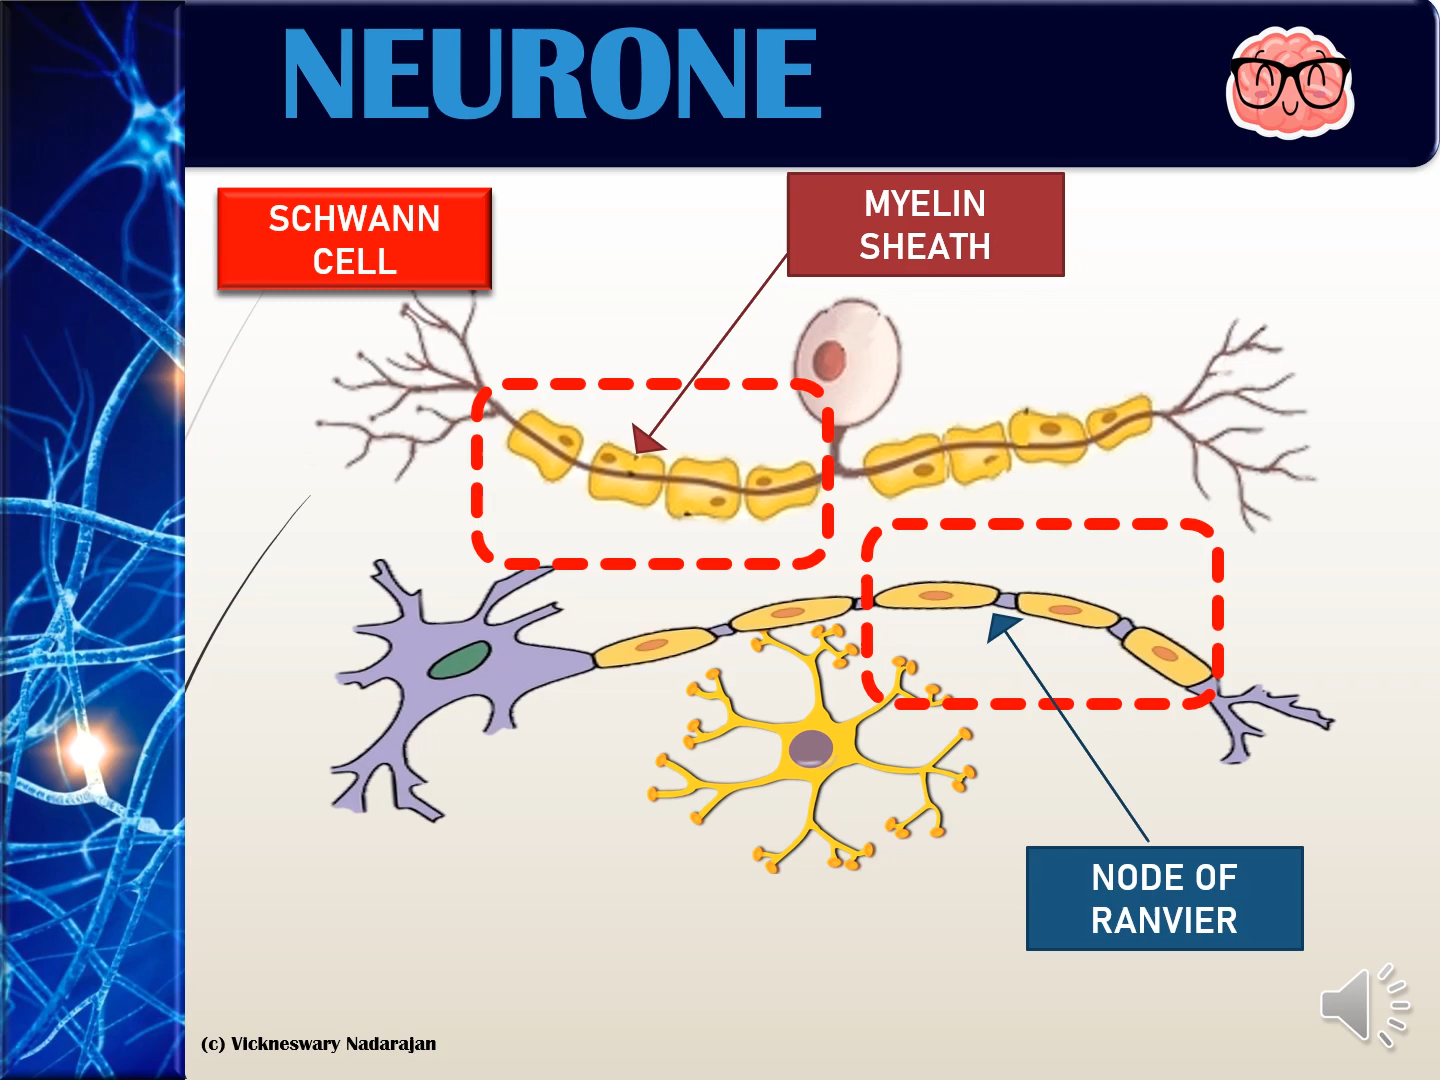 NEURONE
SCHWANN
CELL
MYELIN
SHEATH
NODE OF
RANVIER
(c) Vickneswary Nadarajan